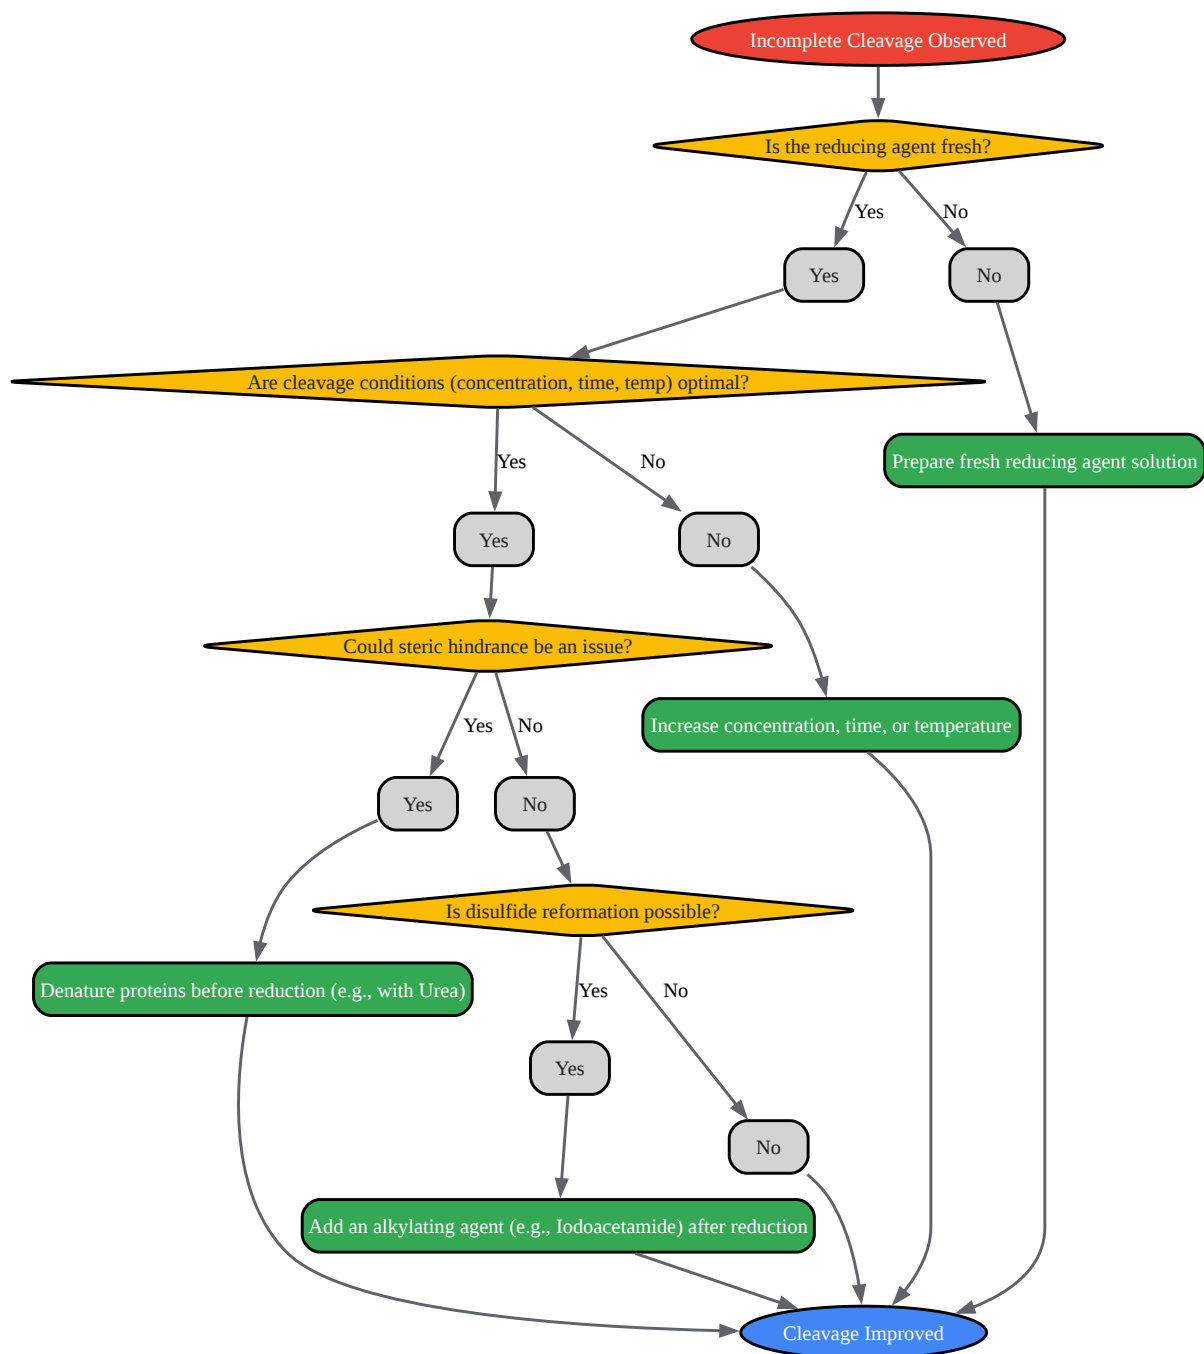 Incomplete Cleavage Observed
Is the reducing agent fresh?
Yes
No
Yes
No
Are cleavage conditions (concentration, time, temp) optimal?
Yes
No
Prepare fresh reducing agent solution
Yes
No
Could steric hindrance be an issue?
Yes
No
Increase concentration, time, or temperature
Yes
No
Is disulfide reformation possible?
Yes
No
Denature proteins before reduction (e.g., with Urea)
Yes
No
Add an alkylating agent (e.g., Iodoacetamide) after reduction
Cleavage Improved